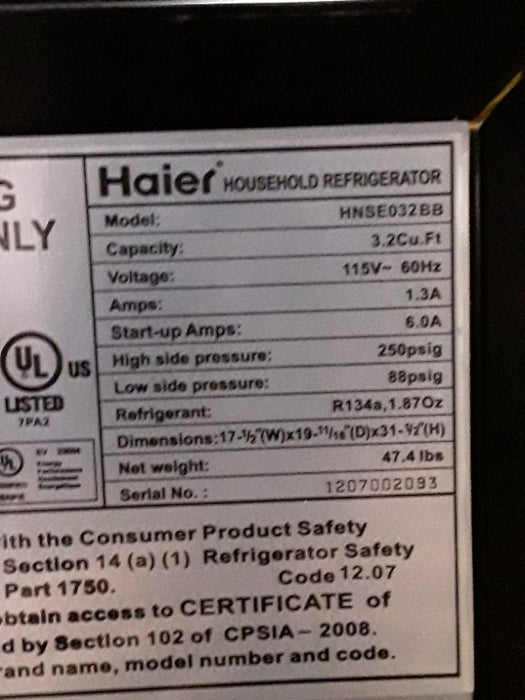 G
NLY
Haier HOUSEHOLD REFRIGERATOR
Model: HNSE032BB
Capacity: 3.2Cu.Ft
Voltage: 115V~ 60Hz
Amps: 1.3A
Start-up Amps: 6.0A
High side pressure: 250psig
Low side pressure: 88psig
Refrigerant: R134a,1.87Oz
Dimensions:17-½"(W)x19-11/16"(D)x31-½"(H)
Net weight: 47.4 lbs
Serial No. : 1207002093
UL US
LISTED
7PA2
UL
ith the Consumer Product Safety
Section 14 (a) (1) Refrigerator Safety
Part 1750. Code 12.07
obtain access to CERTIFICATE of
d by Section 102 of CPSIA – 2008.
rand name, model number and code.